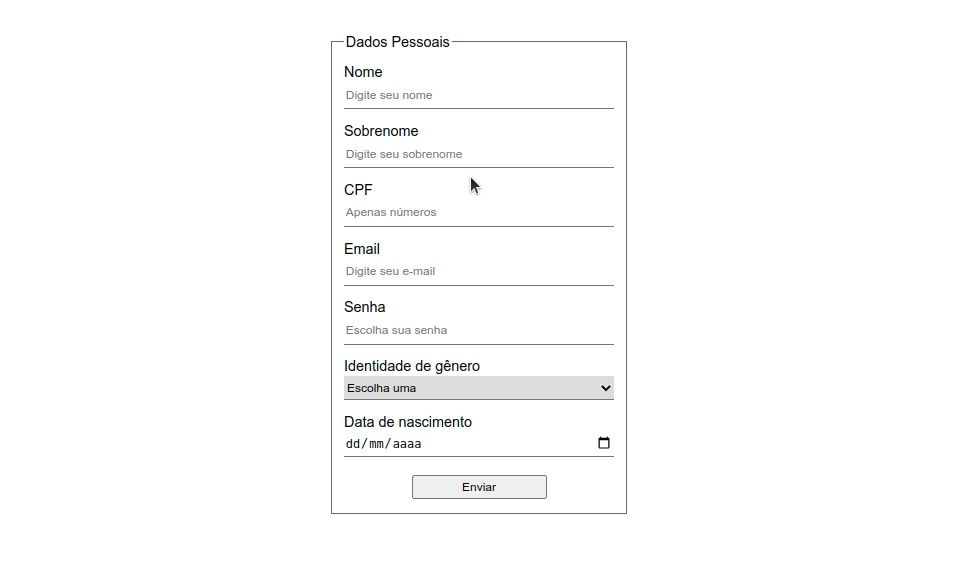 Dados Pessoais
Nome
Digite seu nome
Sobrenome
Digite seu sobrenome
CPF
Apenas números
Email
Digite seu e-mail
Senha
Escolha sua senha
Identidade de gênero
Escolha uma
Data de nascimento
dd/mm/aaaa
Enviar